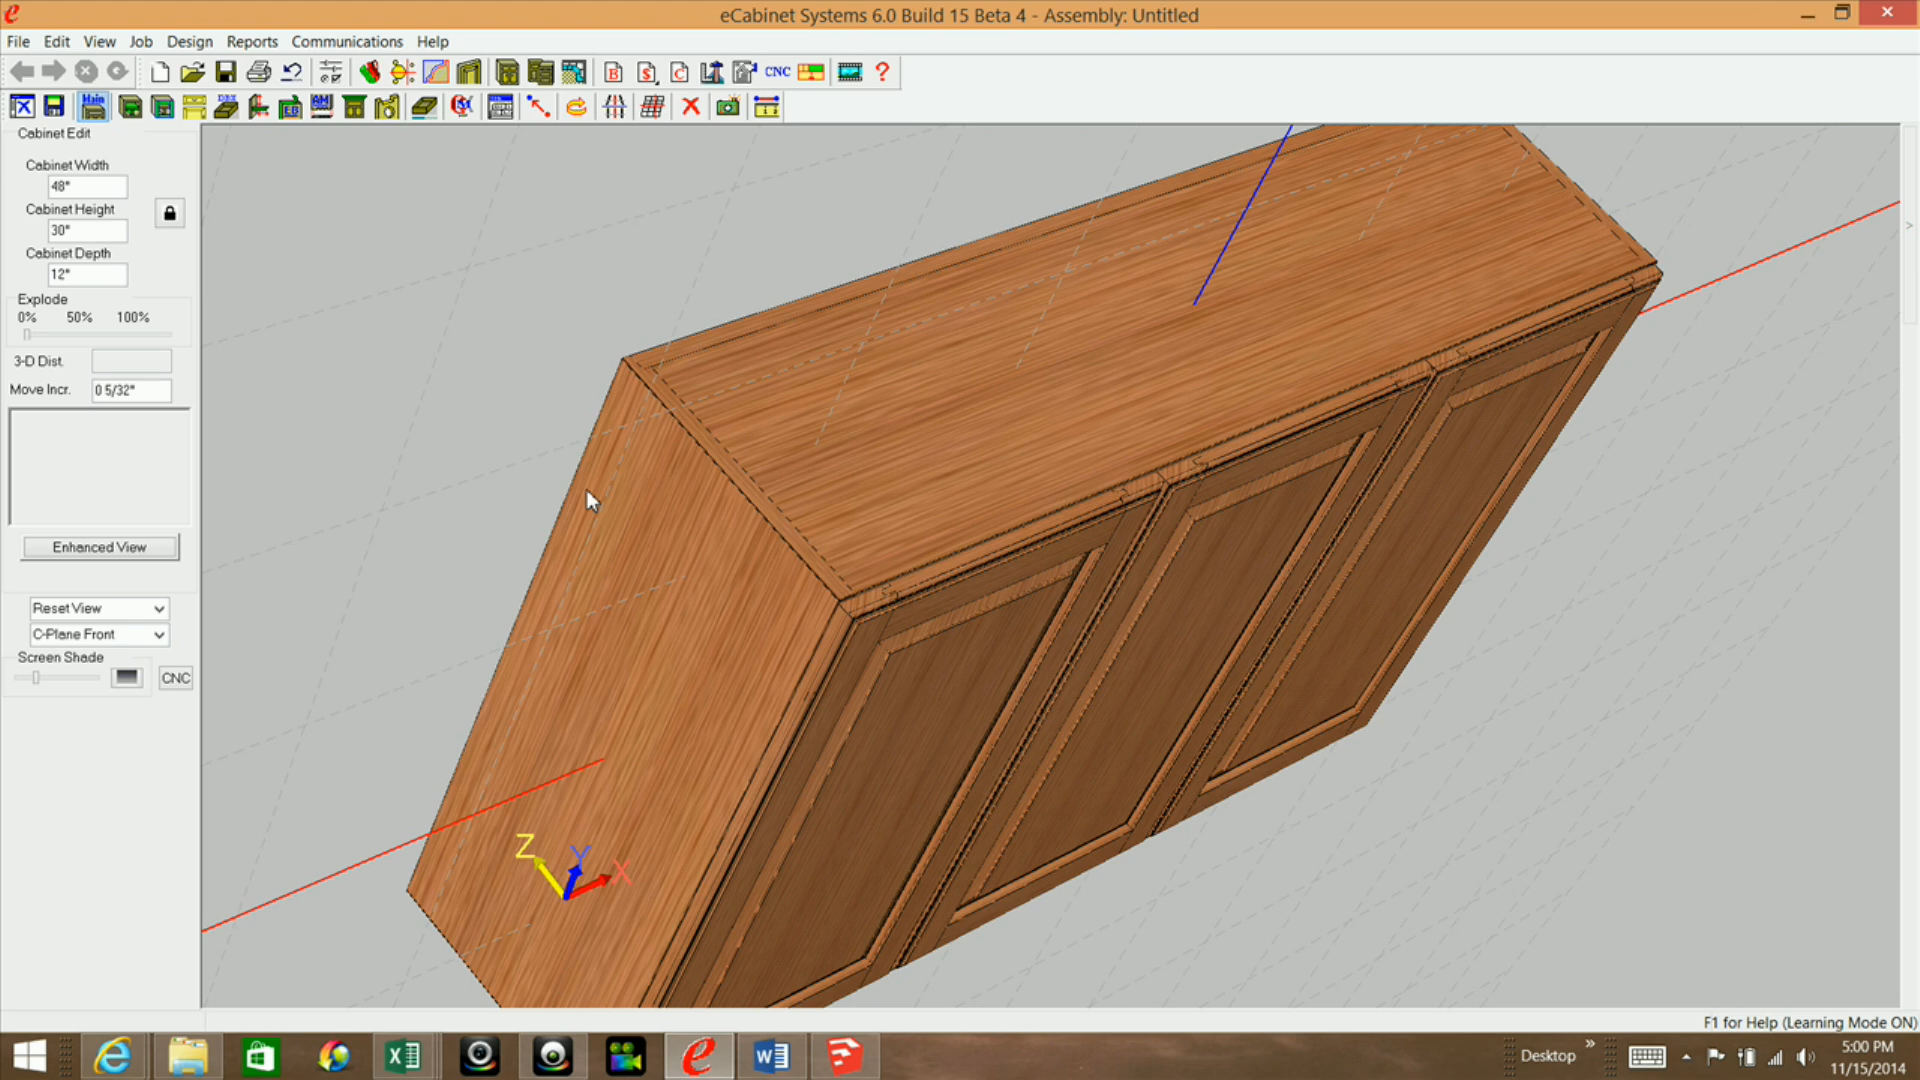 eCabinet Systems 6.0 Build 15 Beta 4 - Assembly: Untitled
File Edit View Job Design Reports Communications Help
B $ C CNC ?
Main EB
Cabinet Edit
Cabinet Width
48"
Cabinet Height
30"
Cabinet Depth
12"
Explode
0% 50% 100%
3-D Dist.
Move Incr. 0 5/32"
Enhanced View
Reset View
C-Plane Front
Screen Shade
CNC
Z Y X
F1 for Help (Learning Mode ON)
Desktop
5:00 PM
11/15/2014